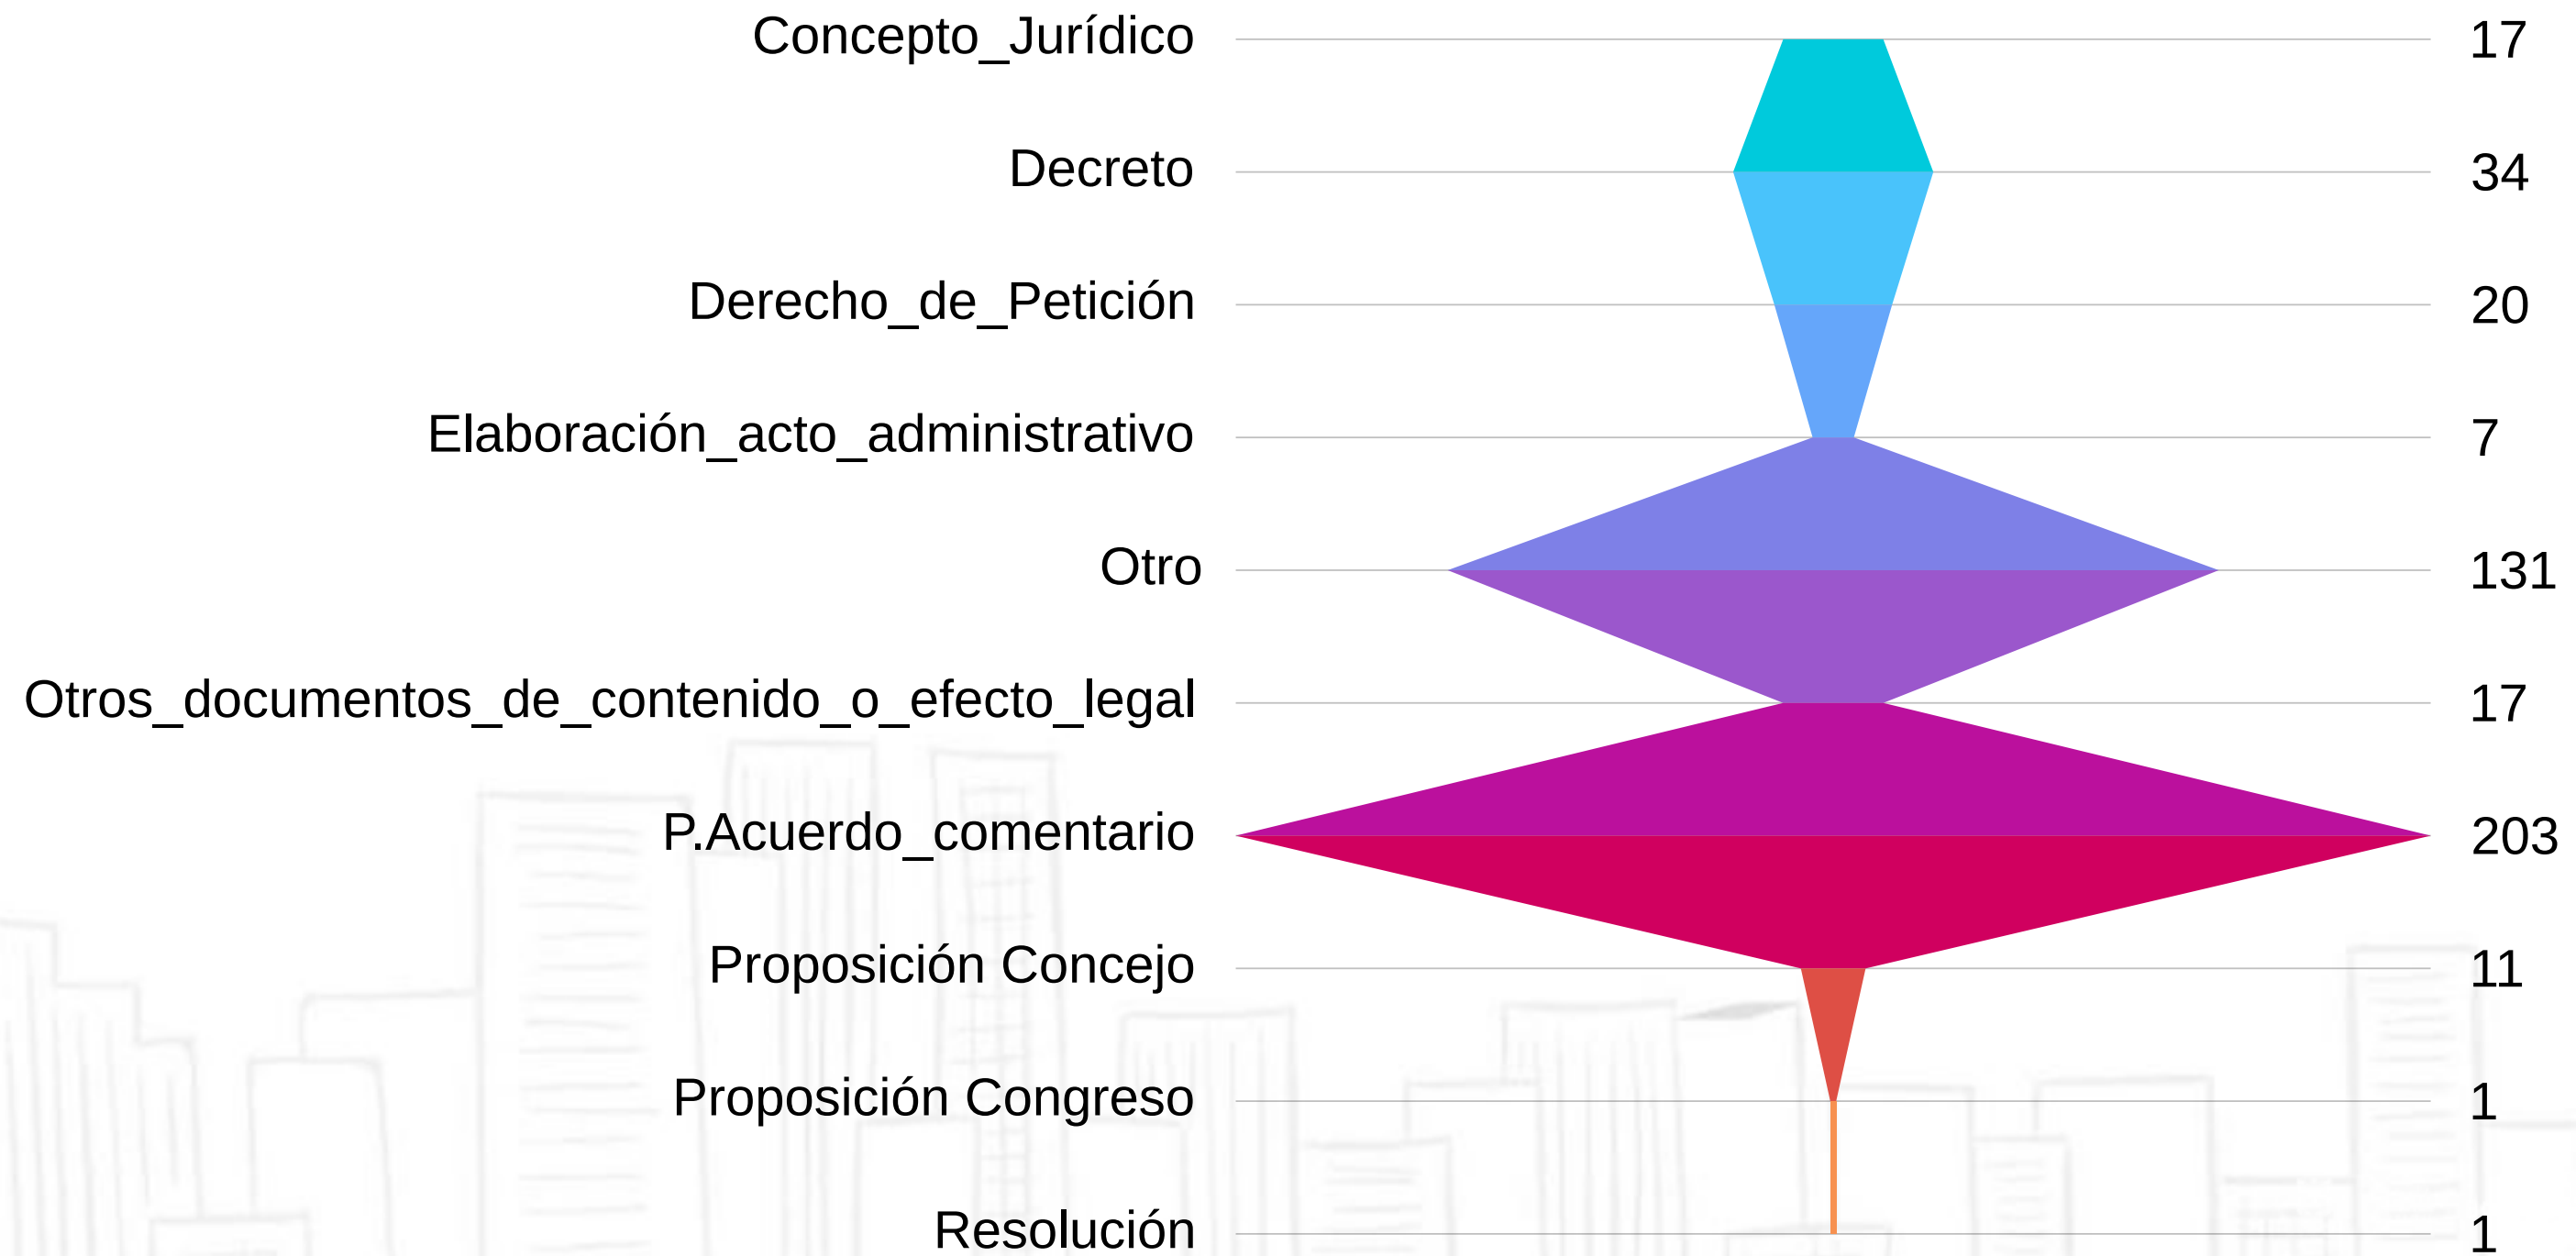 Concepto_Jurídico 17
Decreto 34
Derecho_de_Petición 20
Elaboración_acto_administrativo 7
Otro 131
Otros_documentos_de_contenido_o_efecto_legal 17
P.Acuerdo_comentario 203
Proposición Concejo 11
Proposición Congreso 1
Resolución 1